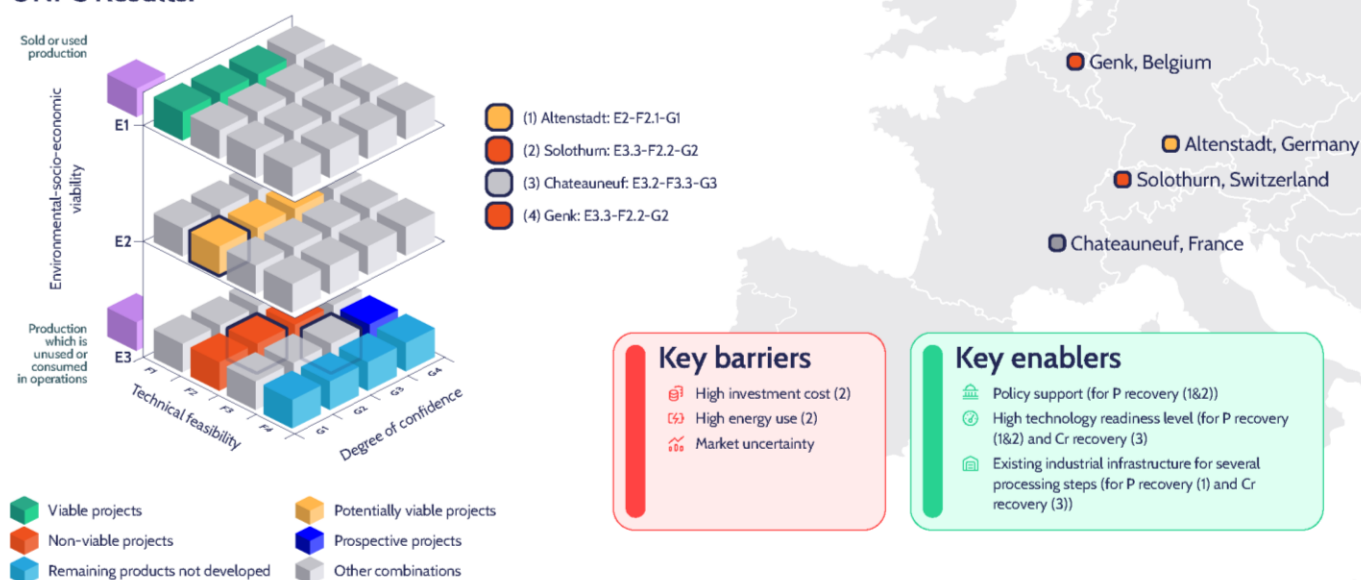 Results:
Sold or used
production
Environmental-socio-economic
viability
E1
E2
Production
which is
unused or
consumed
in operations
E3
F1
F2
F3
F4
Technical feasibility
G1
G2
G3
G4
Degree of confidence
(1) Altenstadt: E2-F2.1-G1
(2) Solothurn: E3.3-F2.2-G2
(3) Chateauneuf: E3.2-F3.3-G3
(4) Genk: E3.3-F2.2-G2
Genk, Belgium
Altenstadt, Germany
Solothurn, Switzerland
Chateauneuf, France
Key barriers
High investment cost (2)
High energy use (2)
Market uncertainty
Key enablers
Policy support (for P recovery (1&2))
High technology readiness level (for P recovery
(1&2) and Cr recovery (3)
Existing industrial infrastructure for several
processing steps (for P recovery (1) and Cr
recovery (3))
Viable projects
Potentially viable projects
Non-viable projects
Prospective projects
Remaining products not developed
Other combinations